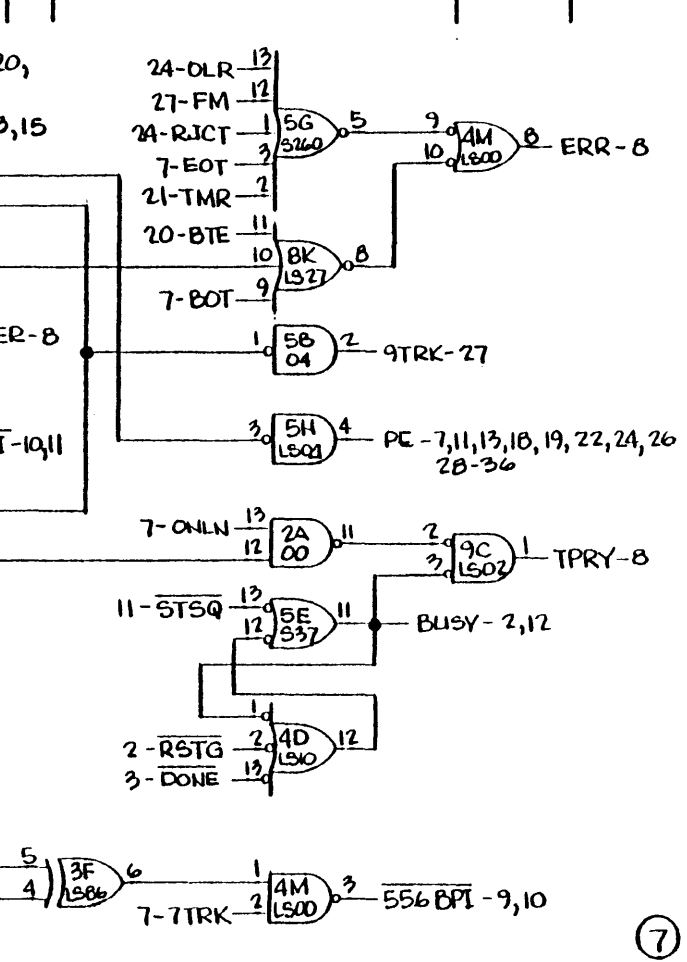 20,
3,15
24-OLR 13
27-FM 12
24-RJCT 1
7-EOT 3
21-TMR 2
5G
S260
5
9
10
4M
LS00
8
ERR-8
20-BTE 11
10
7-BOT 9
8K
LS27
8
ER-8
1
5B
04
2
9TRK-27
T-10,11
3
5H
LS04
4
PE-7,11,13,18,19,22,24,26
28-36
7-ONLN 13
12
2A
00
11
2
3
9C
LS02
1
TPRY-8
11-STSQ 13
12
5E
S37
11
BUSY-2,12
1
2-RSTG 2
3-DONE 13
4D
LS10
12
5
4
3F
LS86
6
1
7-7TRK 2
4M
LS00
3
556BPI-9,10
7